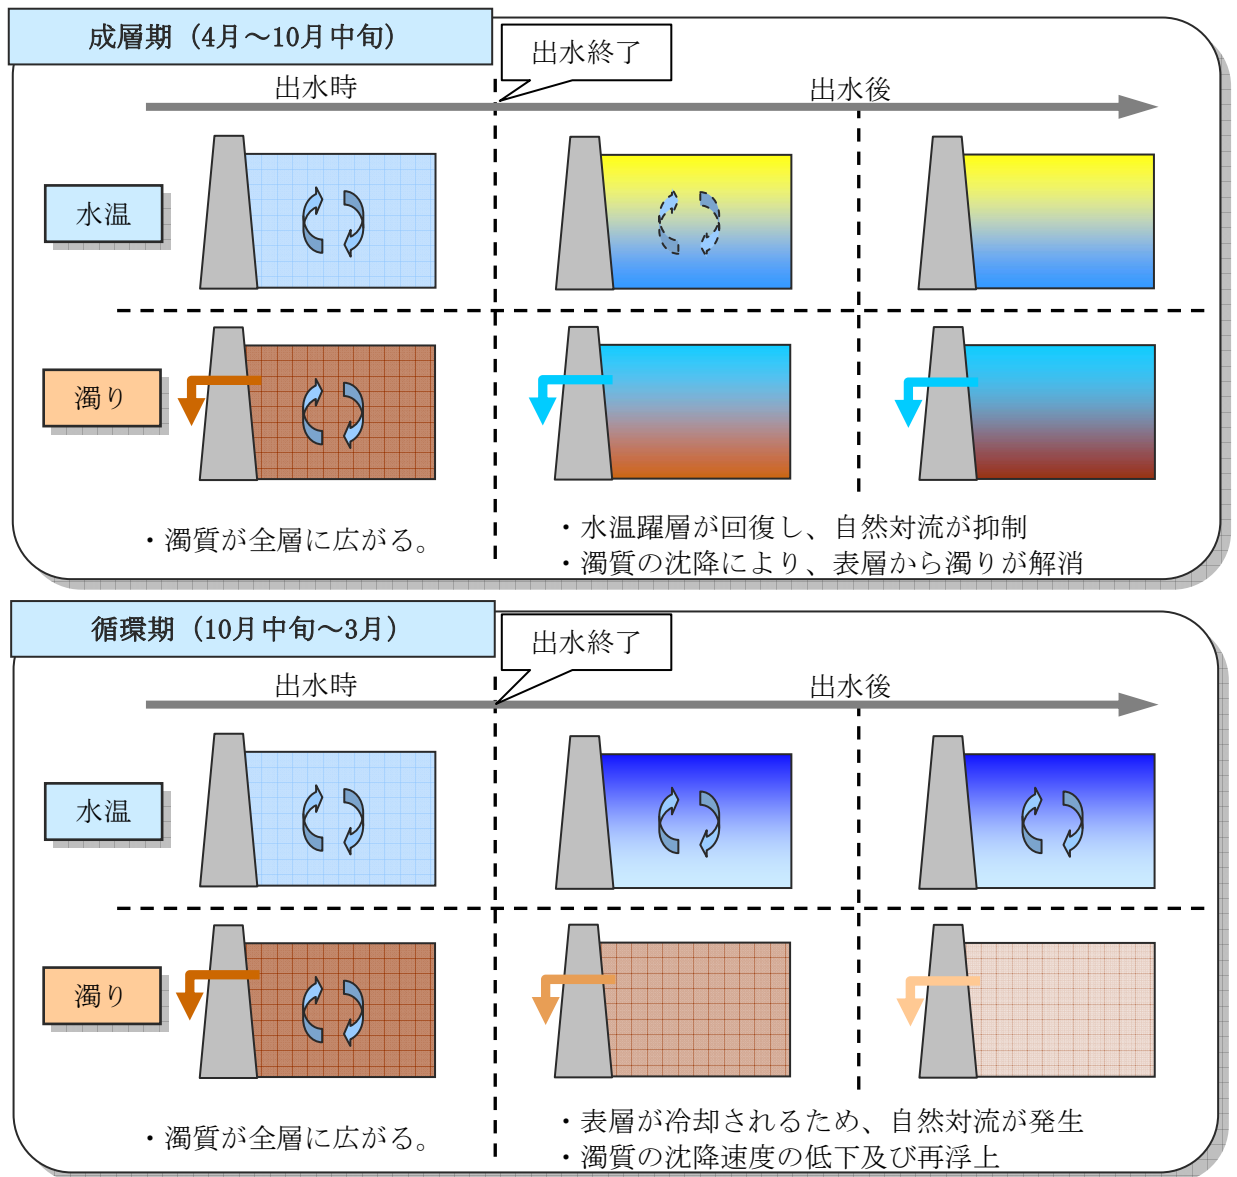 成層期（4月～10月中旬）
出水終了
出水時
出水後
水温
濁り
・濁質が全層に広がる。
・水温躍層が回復し、自然対流が抑制
・濁質の沈降により、表層から濁りが解消
循環期（10月中旬～3月）
出水終了
出水時
出水後
水温
濁り
・濁質が全層に広がる。
・表層が冷却されるため、自然対流が発生
・濁質の沈降速度の低下及び再浮上